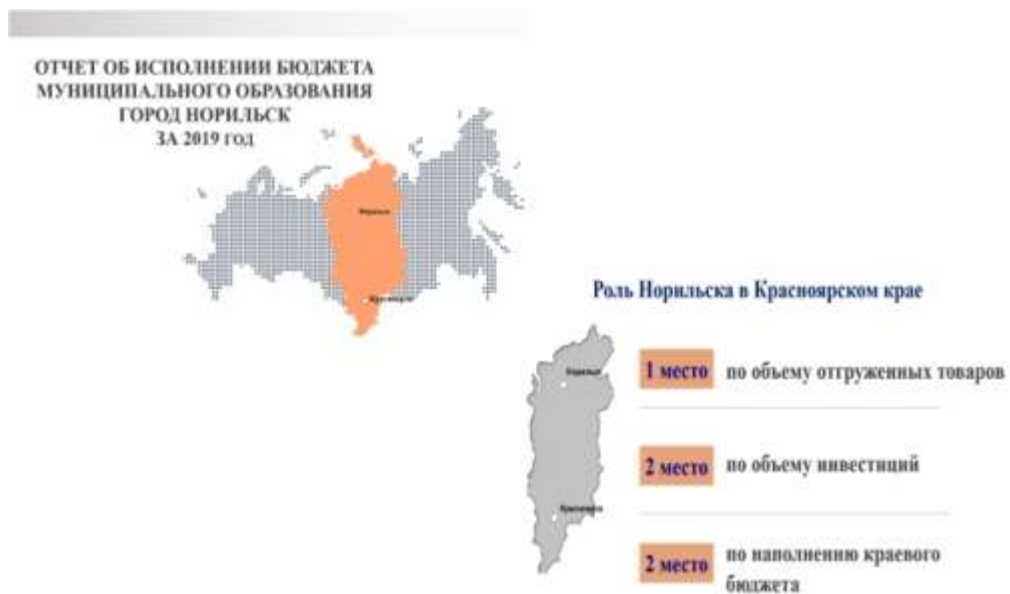 ОТЧЕТ ОБ ИСПОЛНЕНИИ БЮДЖЕТА
МУНИЦИПАЛЬНОГО ОБРАЗОВАНИЯ
ГОРОД НОРИЛЬСК
ЗА 2019 ГОД
Норильск
Красноярск
Роль Норильска в Красноярском крае
Норильск
1 место по объему отгруженных товаров
2 место по объему инвестиций
Красноярск
2 место по наполнению краевого
бюджета